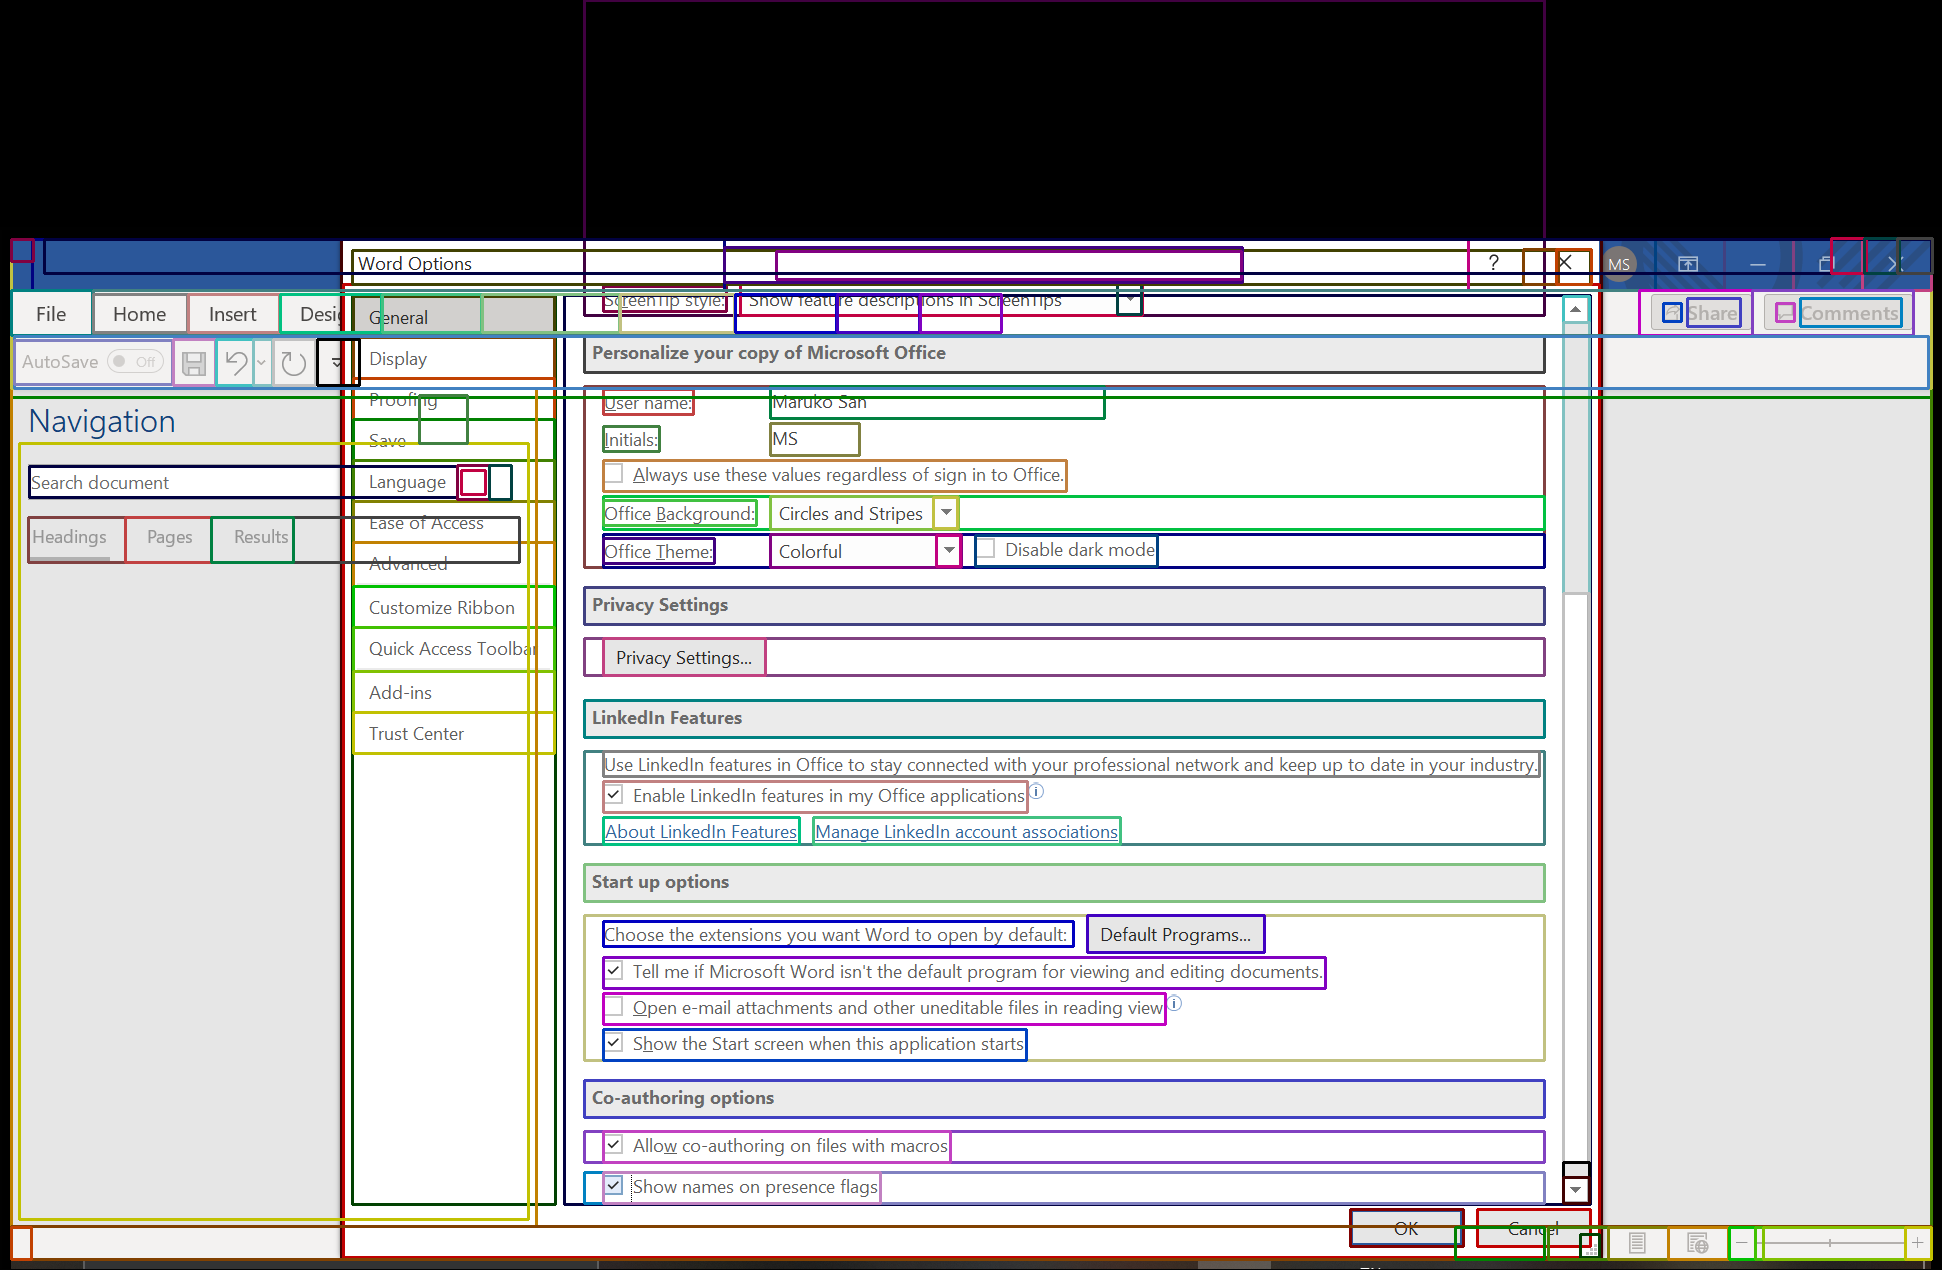 Word Options
?
MS
File
Home
Insert
General
ScreenTip style:
Show feature descriptions in ScreenTips
Share
Comments
AutoSave
Off
Display
Personalize your copy of Microsoft Office
Navigation
Proofing
User name:
Maruko San
Save
Initials:
MS
Search document
Language
Always use these values regardless of sign in to Office.
Ease of Access
Office Background:
Circles and Stripes
Headings
Pages
Results
Advanced
Office Theme:
Colorful
Disable dark mode
Customize Ribbon
Privacy Settings
Quick Access Toolbar
Privacy Settings...
Add-ins
LinkedIn Features
Trust Center
Use LinkedIn features in Office to stay connected with your professional network and keep up to date in your industry.
Enable LinkedIn features in my Office applications
About LinkedIn Features
Manage LinkedIn account associations
Start up options
Choose the extensions you want Word to open by default:
Default Programs...
Tell me if Microsoft Word isn't the default program for viewing and editing documents.
Open e-mail attachments and other uneditable files in reading view
Show the Start screen when this application starts
Co-authoring options
Allow co-authoring on files with macros
Show names on presence flags
OK
Cancel